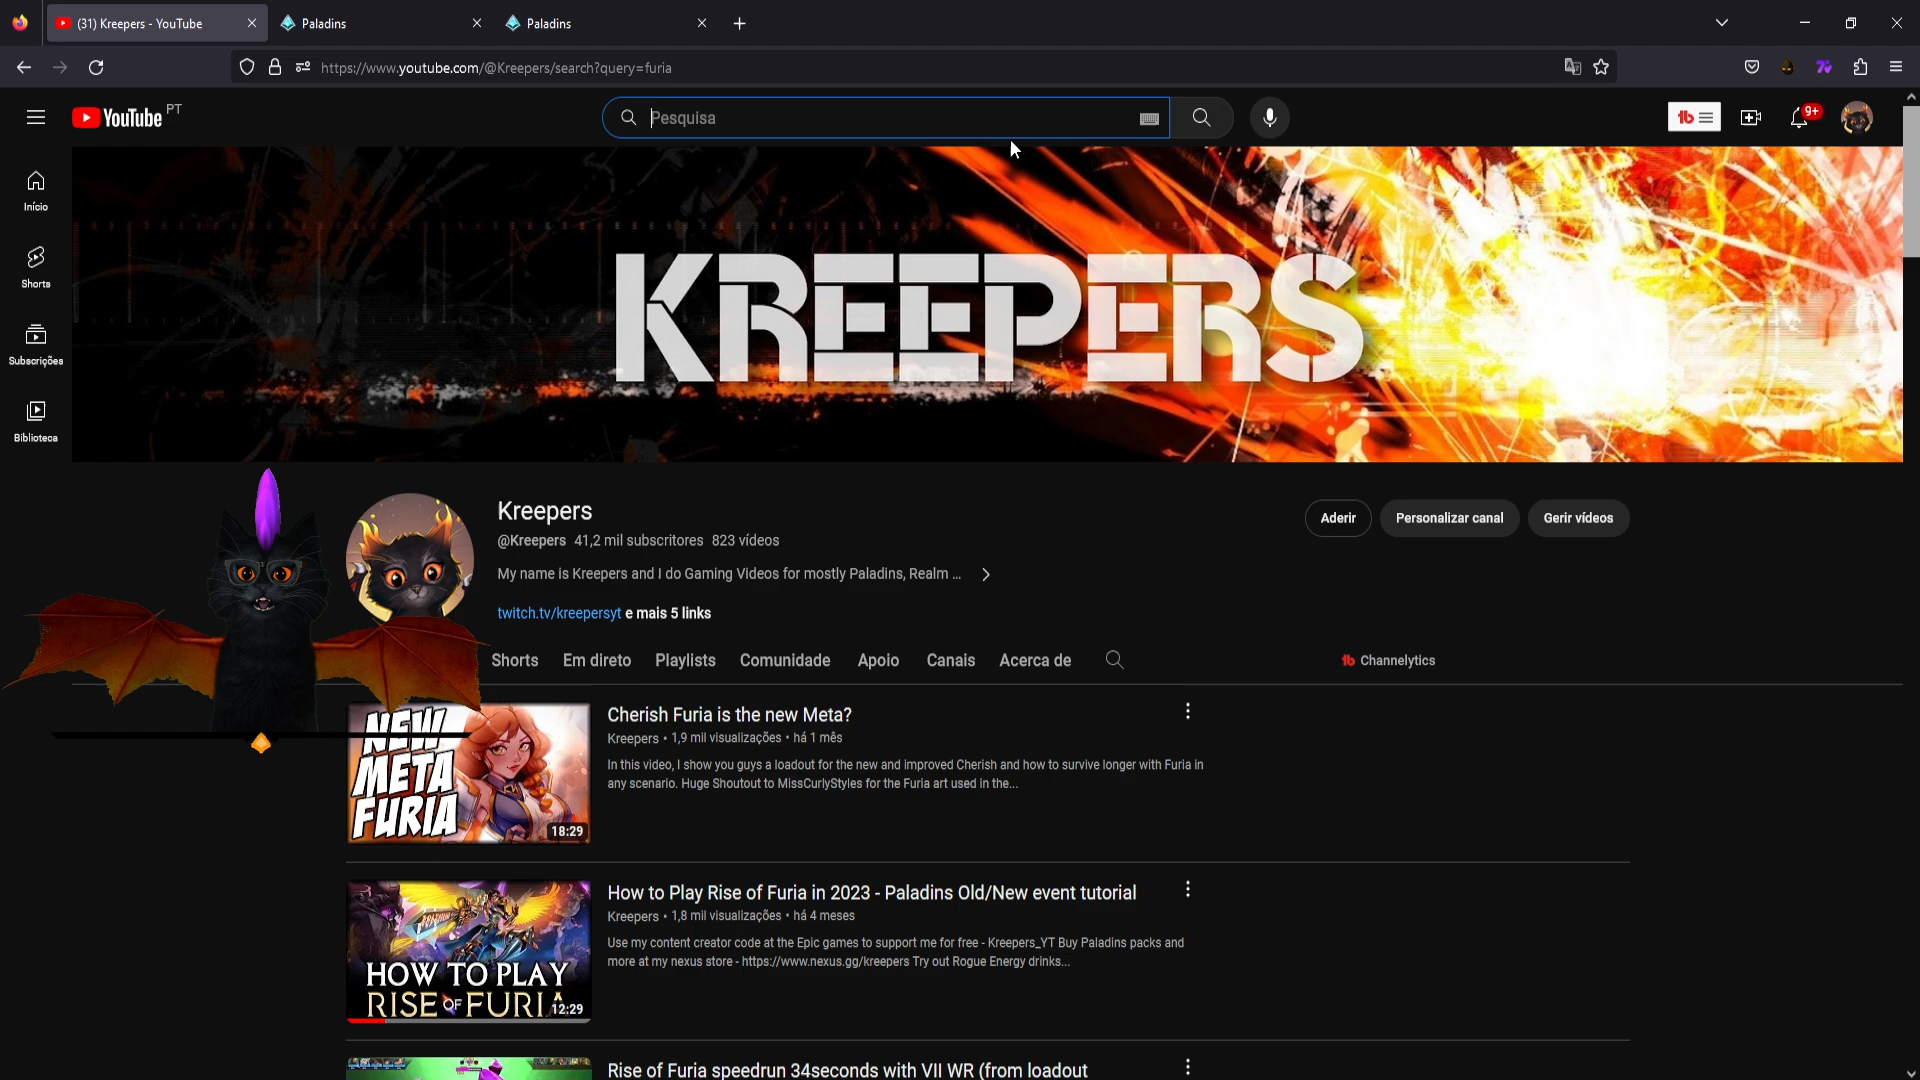 (31) Kreepers - YouTube
Paladins
Paladins
https://www.youtube.com/@Kreepers/search?query=furia
YouTube PT
Pesquisa
9+
Início
Shorts
Subscrições
Biblioteca
KREEPERS
Kreepers
@Kreepers 41,2 mil subscritores 823 vídeos
My name is Kreepers and I do Gaming Videos for mostly Paladins, Realm ...
twitch.tv/kreepersyt e mais 5 links
Aderir
Personalizar canal
Gerir vídeos
Shorts Em direto Playlists Comunidade Apoio Canais Acerca de
Channelytics
NEW
META
FURIA
18:29
Cherish Furia is the new Meta?
Kreepers • 1,9 mil visualizações • há 1 mês
In this video, I show you guys a loadout for the new and improved Cherish and how to survive longer with Furia in
any scenario. Huge Shoutout to MissCurlyStyles for the Furia art used in the...
HOW TO PLAY
RISE OF FURIA
12:29
How to Play Rise of Furia in 2023 - Paladins Old/New event tutorial
Kreepers • 1,8 mil visualizações • há 4 meses
Use my content creator code at the Epic games to support me for free - Kreepers_YT Buy Paladins packs and
more at my nexus store - https://www.nexus.gg/kreepers Try out Rogue Energy drinks...
Rise of Furia speedrun 34seconds with VII WR (from loadout